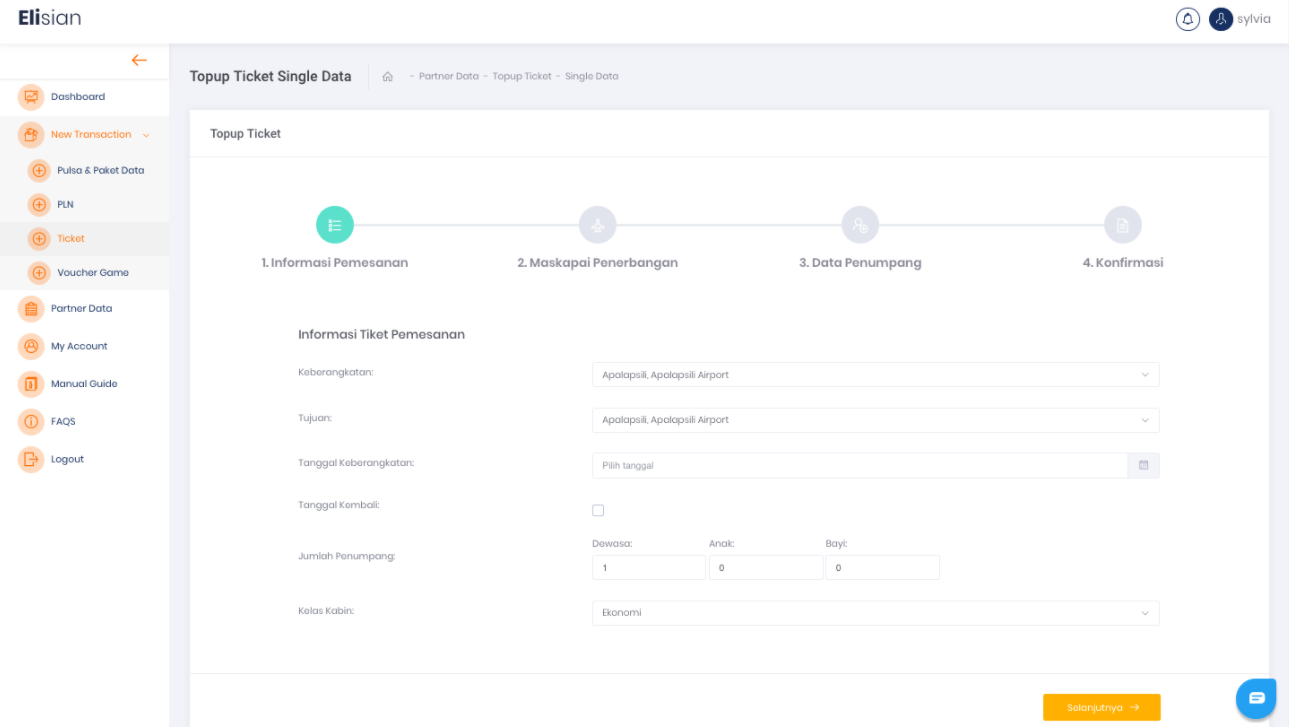 Elisian
sylvia
Topup Ticket Single Data
- Partner Data - Topup Ticket - Single Data
Dashboard
New Transaction
Pulsa & Paket Data
PLN
Ticket
Voucher Game
Partner Data
My Account
Manual Guide
FAQS
Logout
Topup Ticket
1. Informasi Pemesanan
2. Maskapai Penerbangan
3. Data Penumpang
4. Konfirmasi
Informasi Tiket Pemesanan
Keberangkatan:
Apalapsili, Apalapsili Airport
Tujuan:
Apalapsili, Apalapsili Airport
Tanggal Keberangkatan:
Pilih tanggal
Tanggal Kembali:
Jumlah Penumpang:
Dewasa: Anak: Bayi:
1 0 0
Kelas Kabin:
Ekonomi
Selanjutnya →